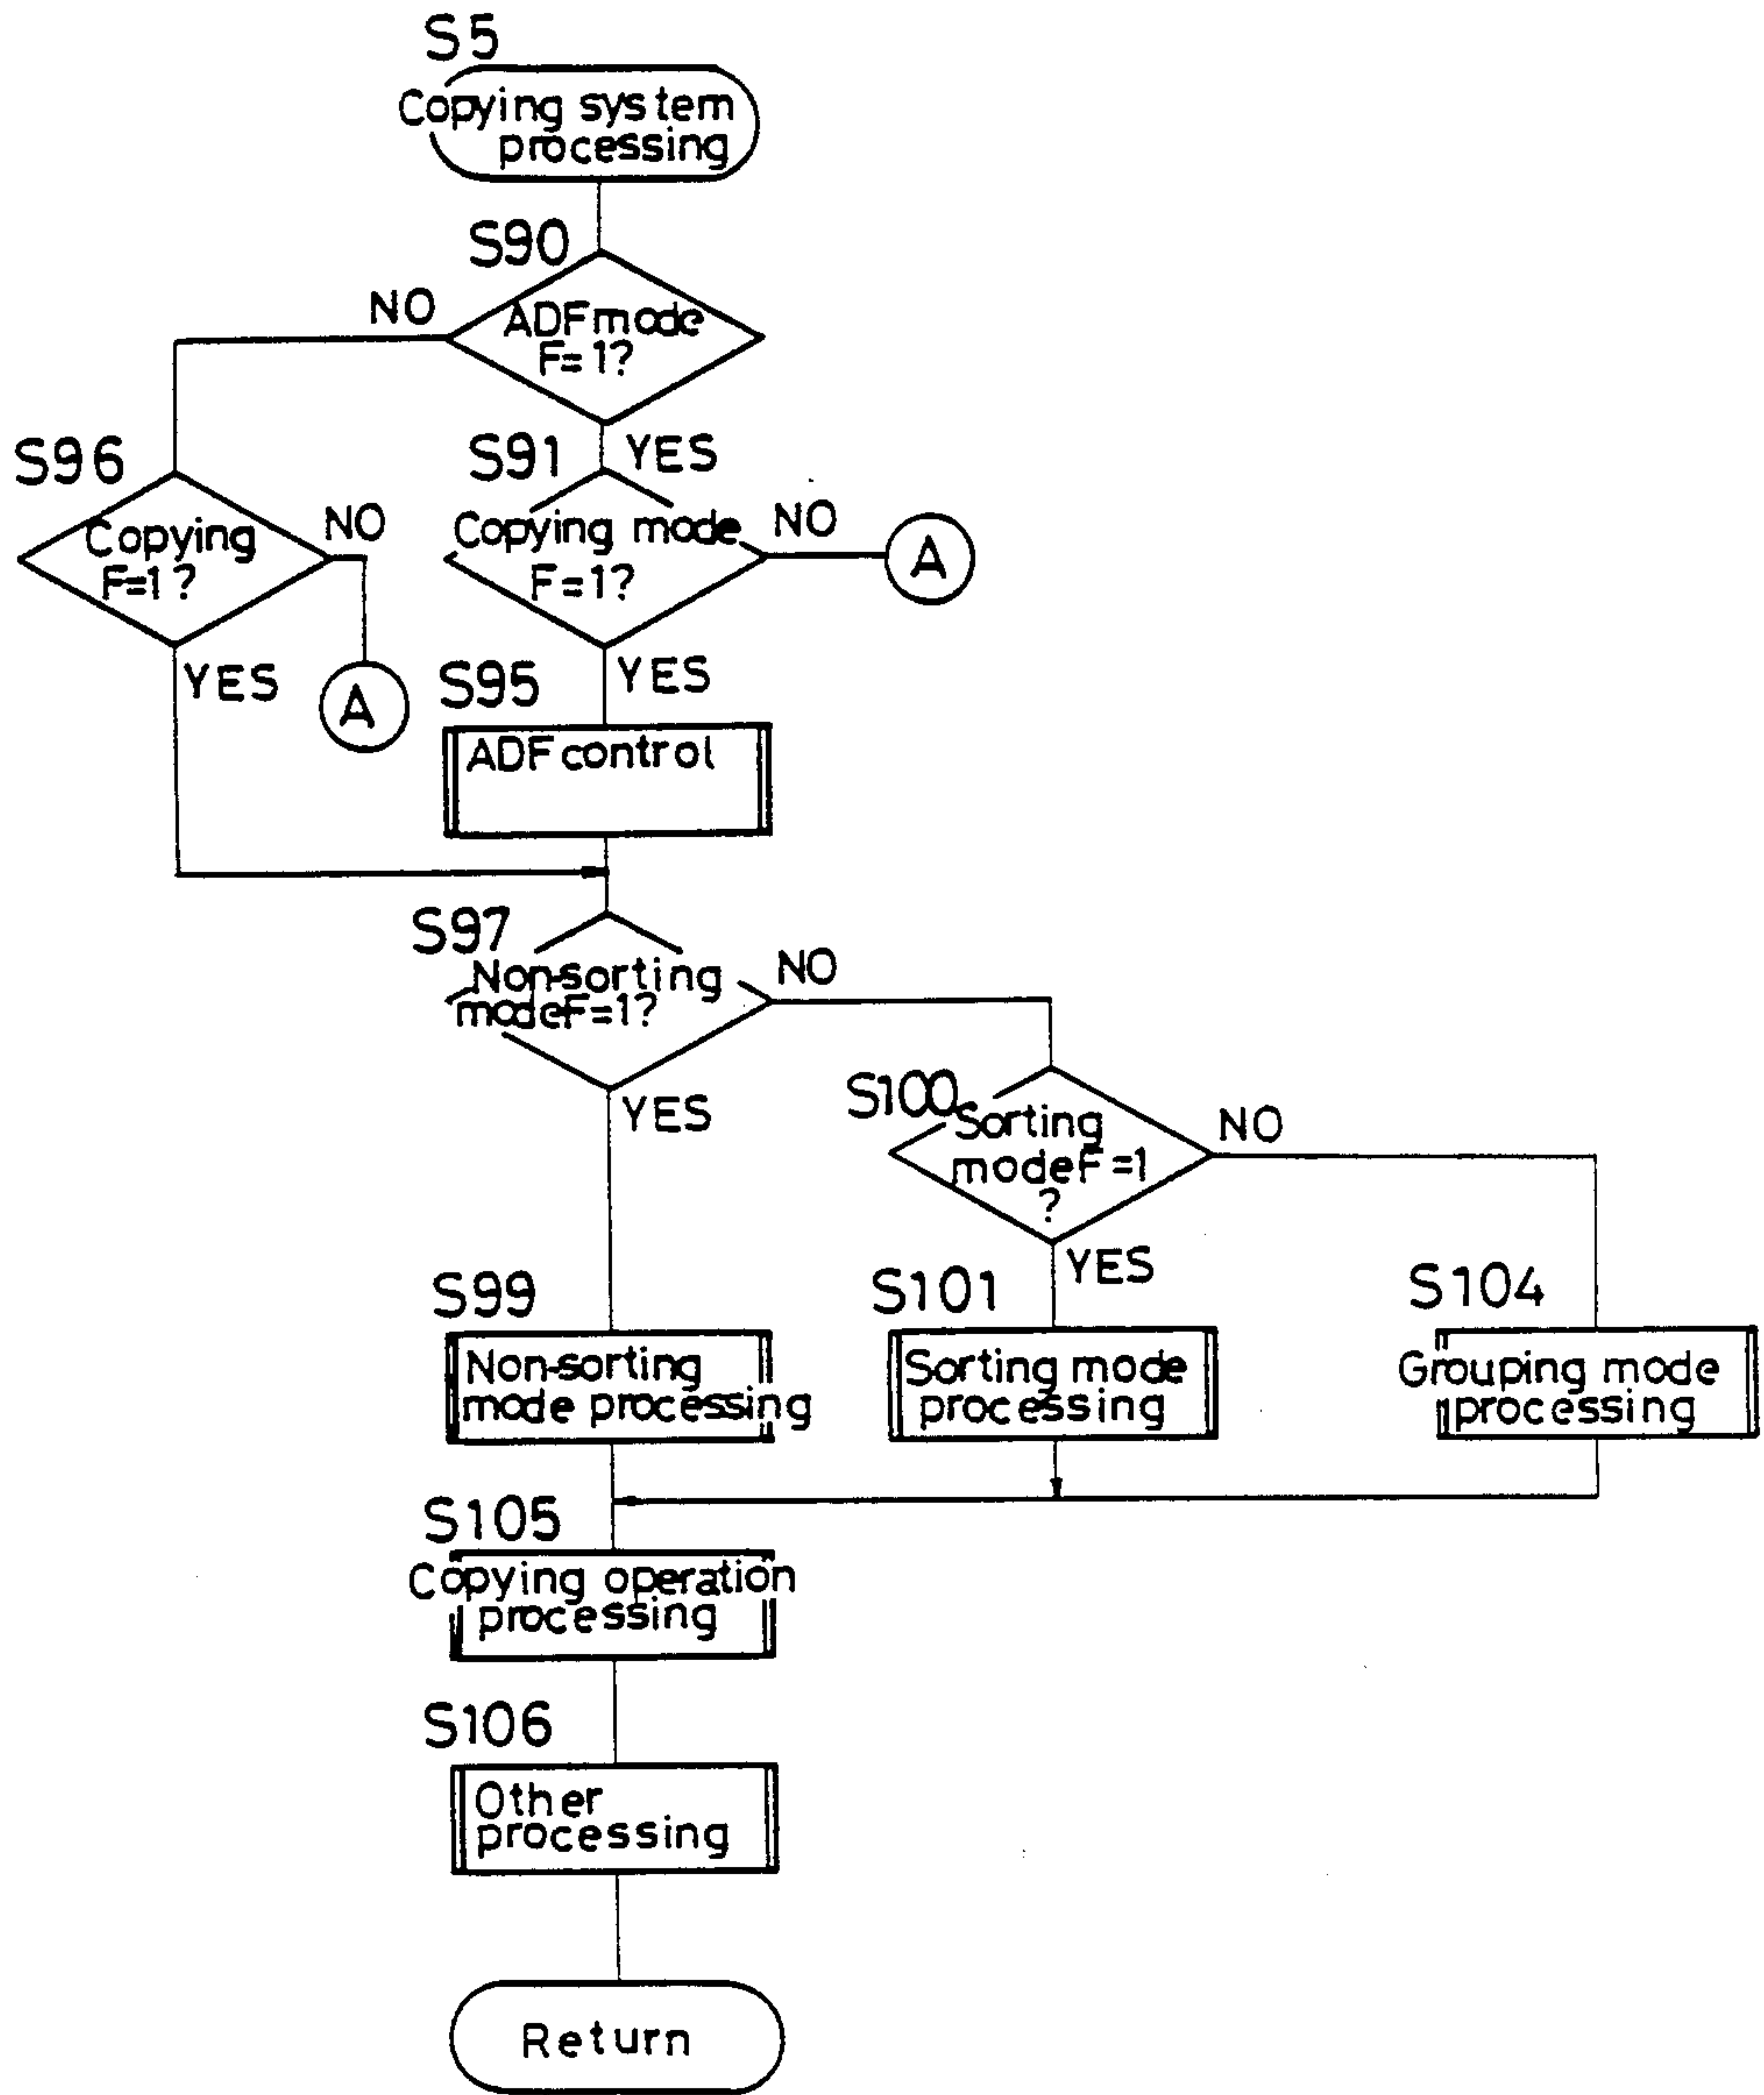 S5
Copying system
processing
S90
NO
ADF mode
F=1?
S96
S91
YES
Copying
F=1?
NO
Copying mode
F=1?
NO
A
YES
A
S95
YES
ADF control
S97
Non-sorting
modeF=1?
NO
YES
S100
Sorting
modeF=1
?
NO
YES
S99
S101
S104
Non-sorting
mode processing
Sorting mode
processing
Grouping mode
processing
S105
Copying operation
processing
S106
Other
processing
Return